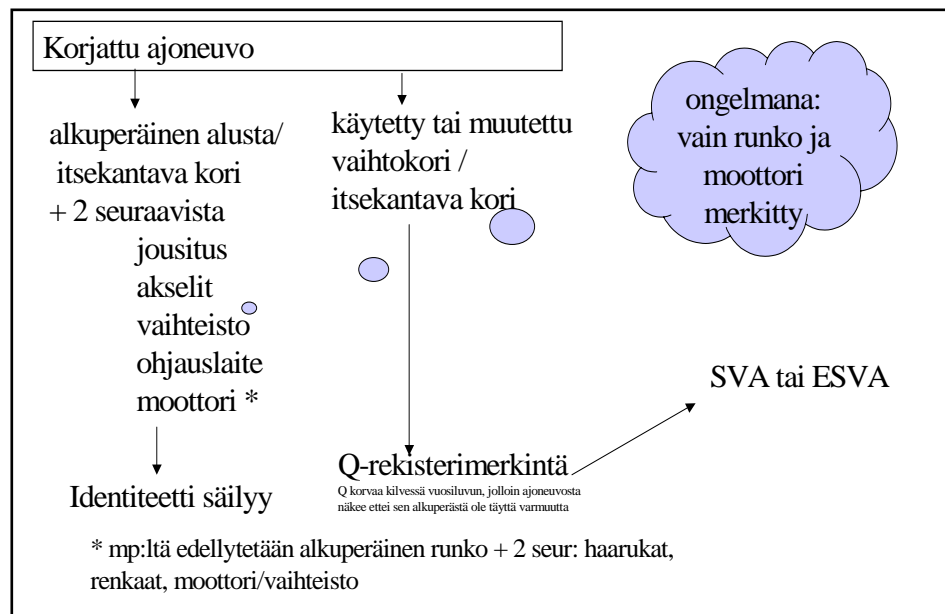 Korjattu ajoneuvo
alkuperäinen alusta/
itsekantava kori
+ 2 seuraavista
jousitus
akselit
vaihteisto
ohjauslaite
moottori *
Identiteetti säilyy
käytetty tai muutettu
vaihtokori /
itsekantava kori
Q-rekisterimerkintä
Q korvaa kilvessä vuosiluvun, jolloin ajoneuvosta
näkee ettei sen alkuperästä ole täyttä varmuutta
ongelmana:
vain runko ja
moottori
merkitty
SVA tai ESVA
* mp:ltä edellytetään alkuperäinen runko + 2 seur: haarukat,
renkaat, moottori/vaihteisto